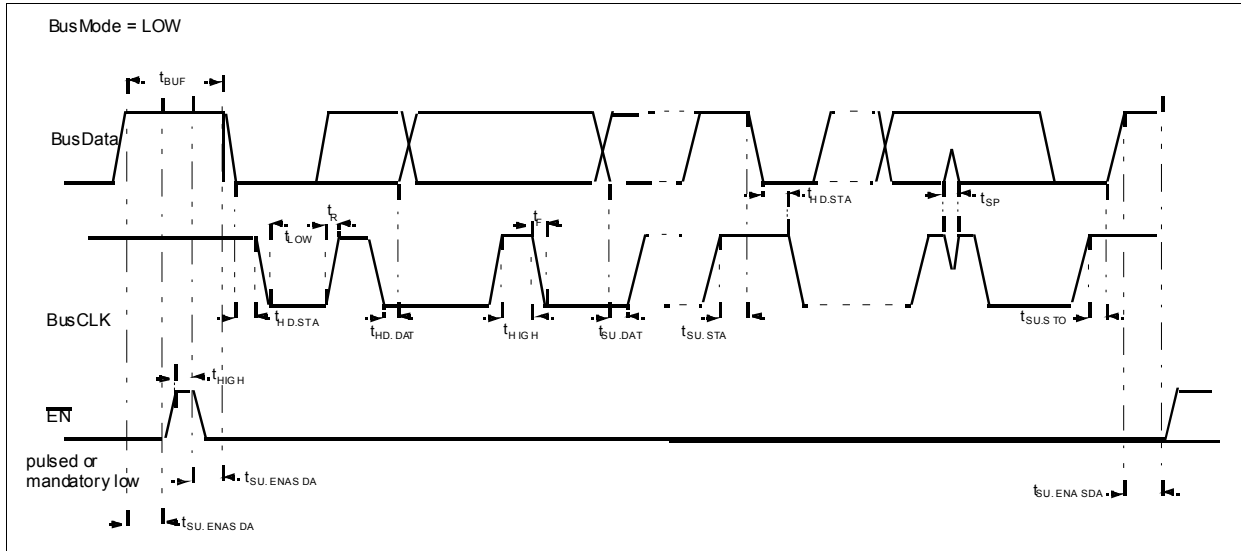 BusMode = LOW
tBUF
BusData
tHD.STA
tSP
tR
tF
tLOW
BusCLK
tHD.STA
tHD.DAT
tHIGH
tSU.DAT
tSU.STA
tSU.STO
tHIGH
EN
pulsed or
mandatory low
tSU.ENASDA
tSU.ENASDA
tSU.ENASDA